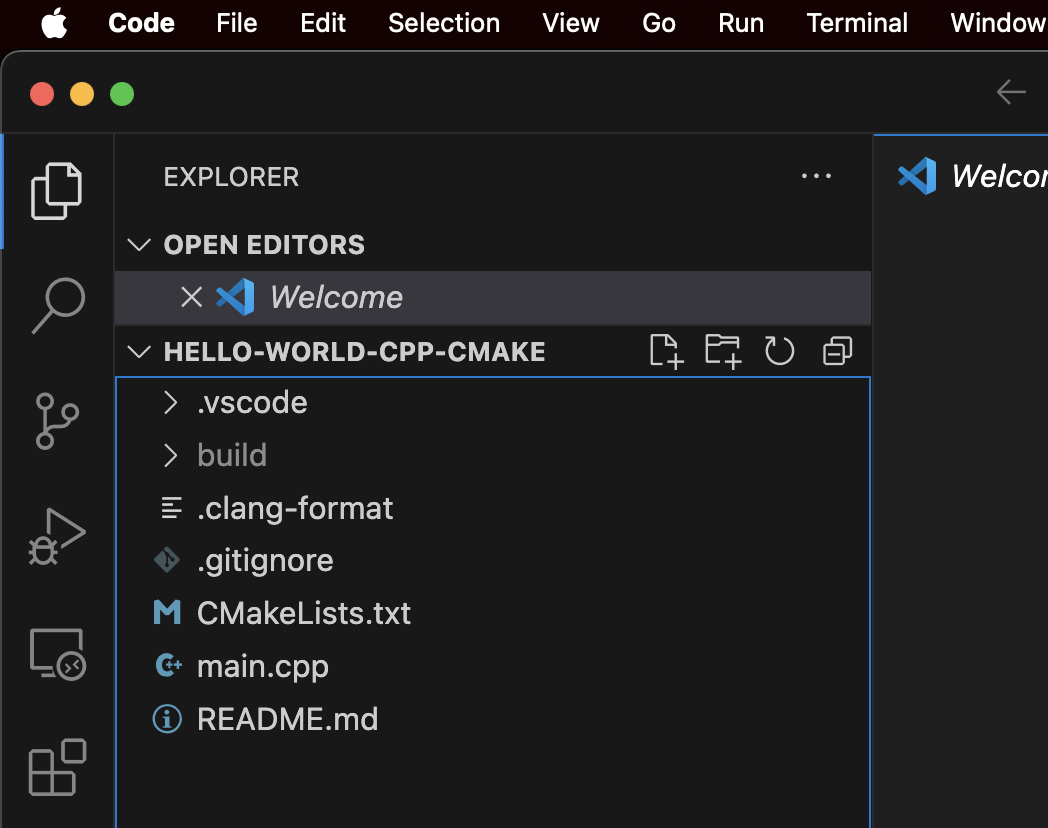 Code File Edit Selection View Go Run Terminal Window
EXPLORER
OPEN EDITORS
Welcome
HELLO-WORLD-CPP-CMAKE
.vscode
build
.clang-format
.gitignore
CMakeLists.txt
main.cpp
README.md